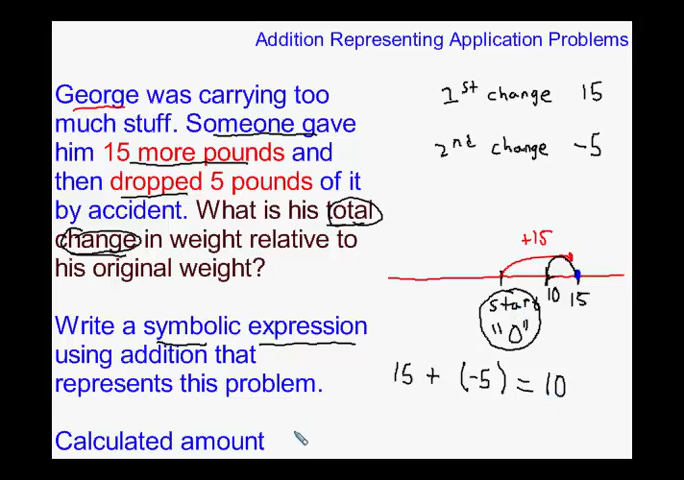 Addition Representing Application Problems
George was carrying too
much stuff. Someone gave
him 15 more pounds and
then dropped 5 pounds of it
by accident. What is his total
change in weight relative to
his original weight?
Write a symbolic expression
using addition that
represents this problem.
Calculated amount
1st change 15
2nd change -5
+15
start 10 15
"0"
15 + (-5) = 10